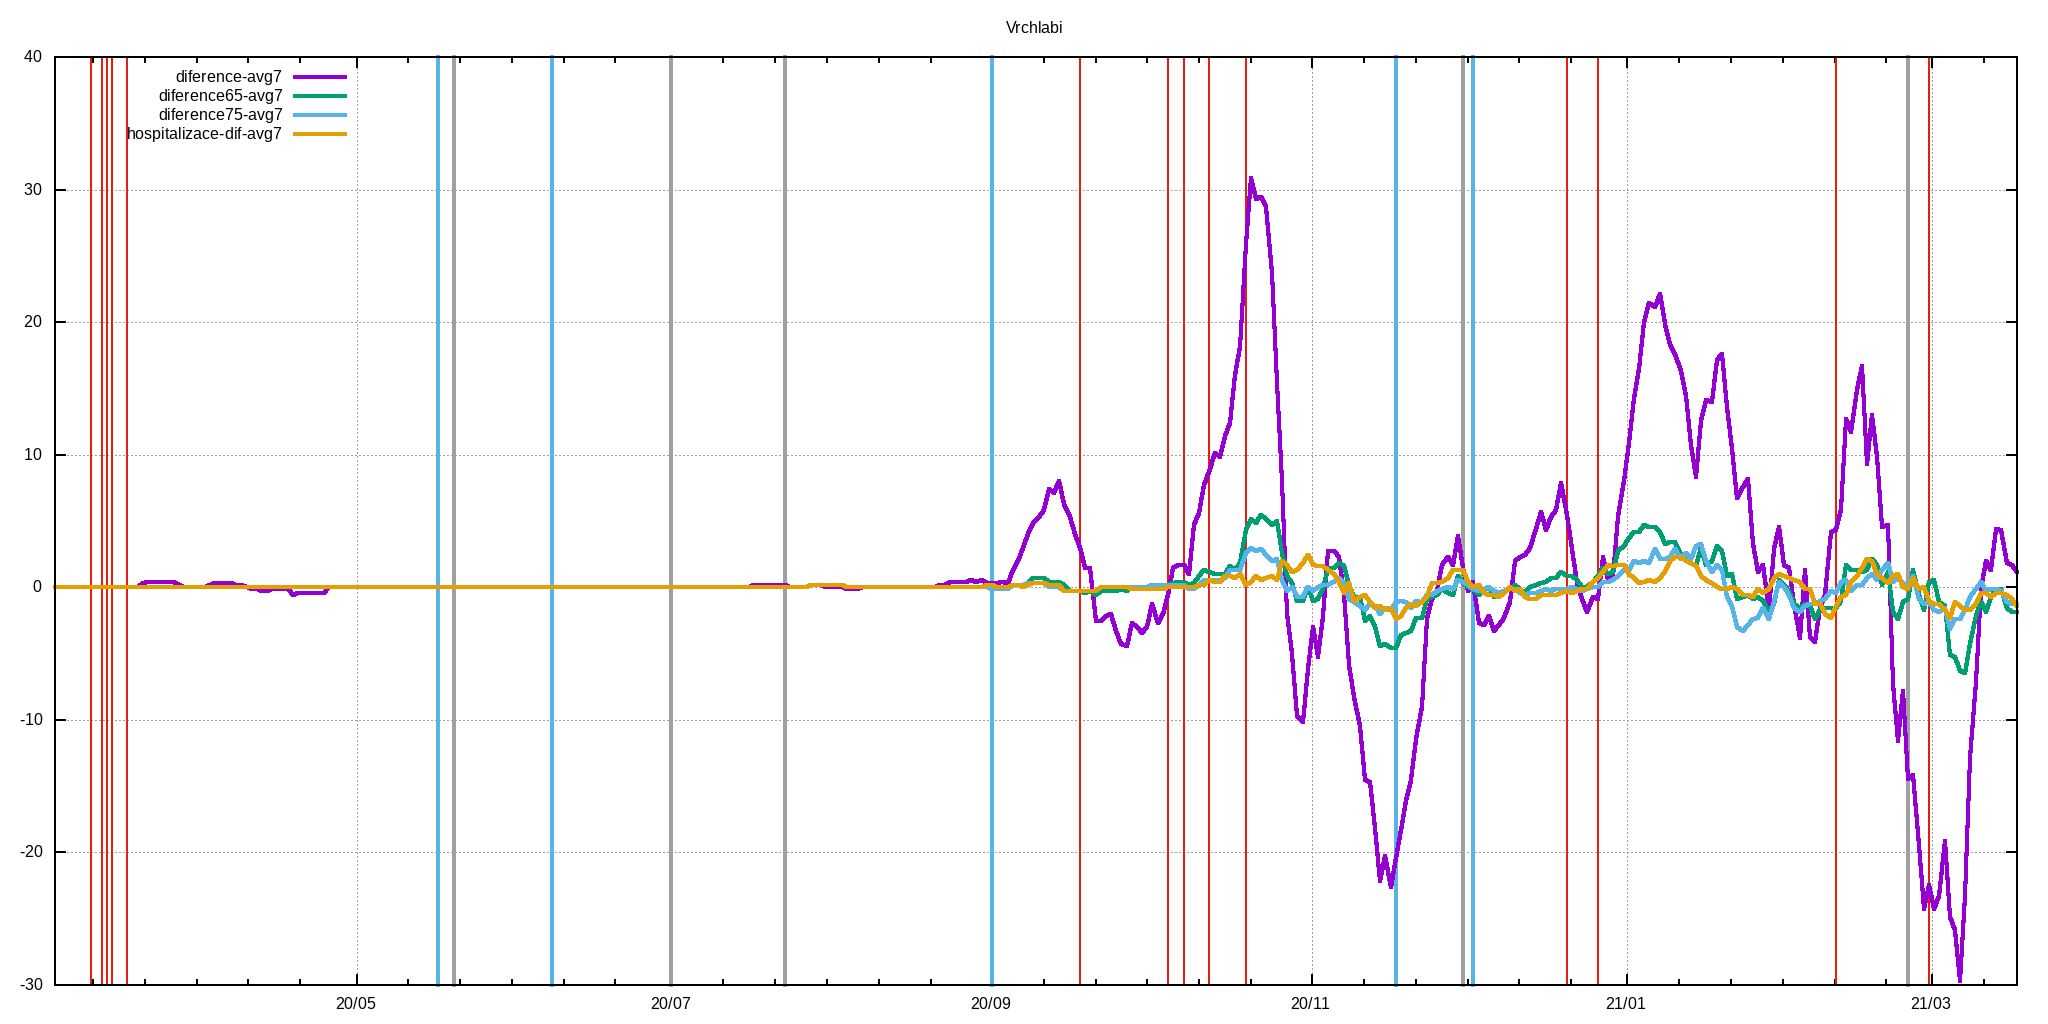 Vrchlabi
diference-avg7
diference65-avg7
diference75-avg7
hospitalizace-dif-avg7
40
30
20
10
0
-10
-20
-30
20/05 20/07 20/09 20/11 21/01 21/03